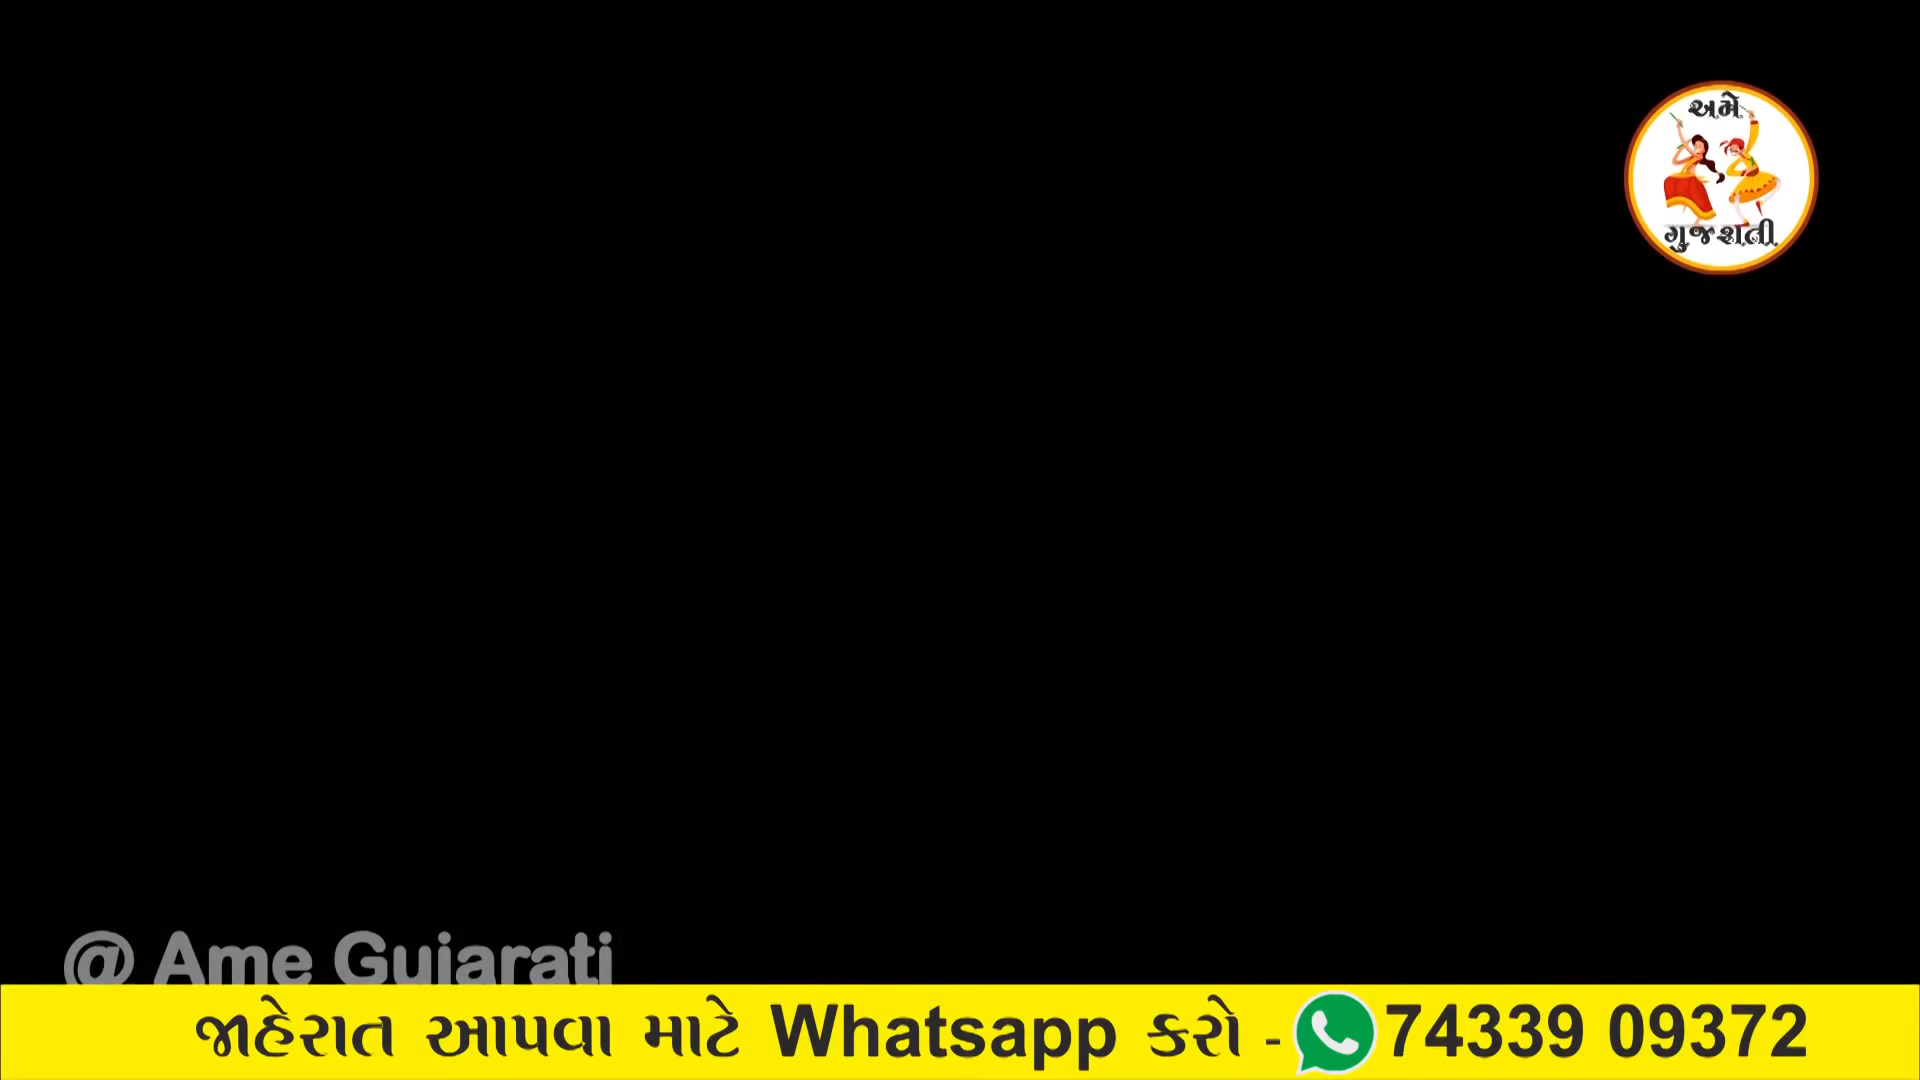 અમે
ગુજરાતી
@ Ame Gujarati
જાહેરાત આપવા માટે Whatsapp કરો - 74339 09372